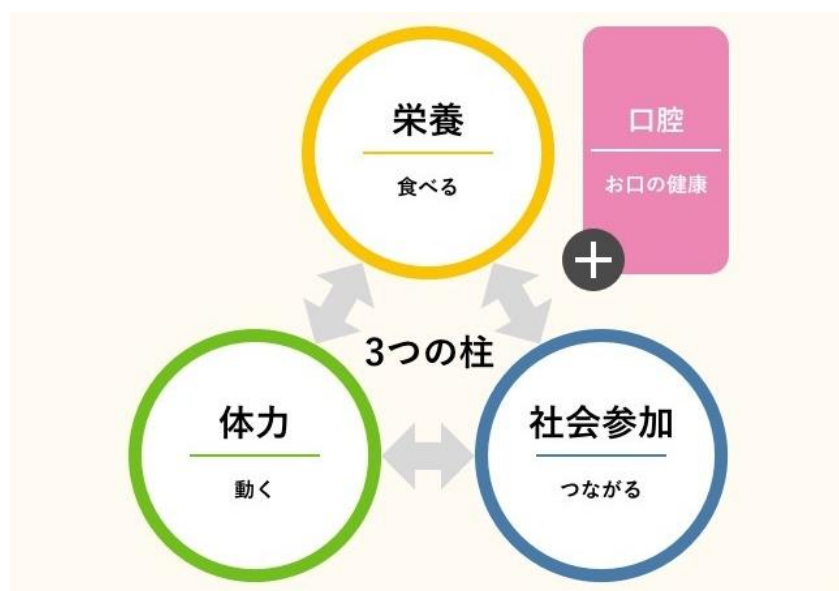 栄養
食べる
口腔
お口の健康
3つの柱
体力
動く
社会参加
つながる